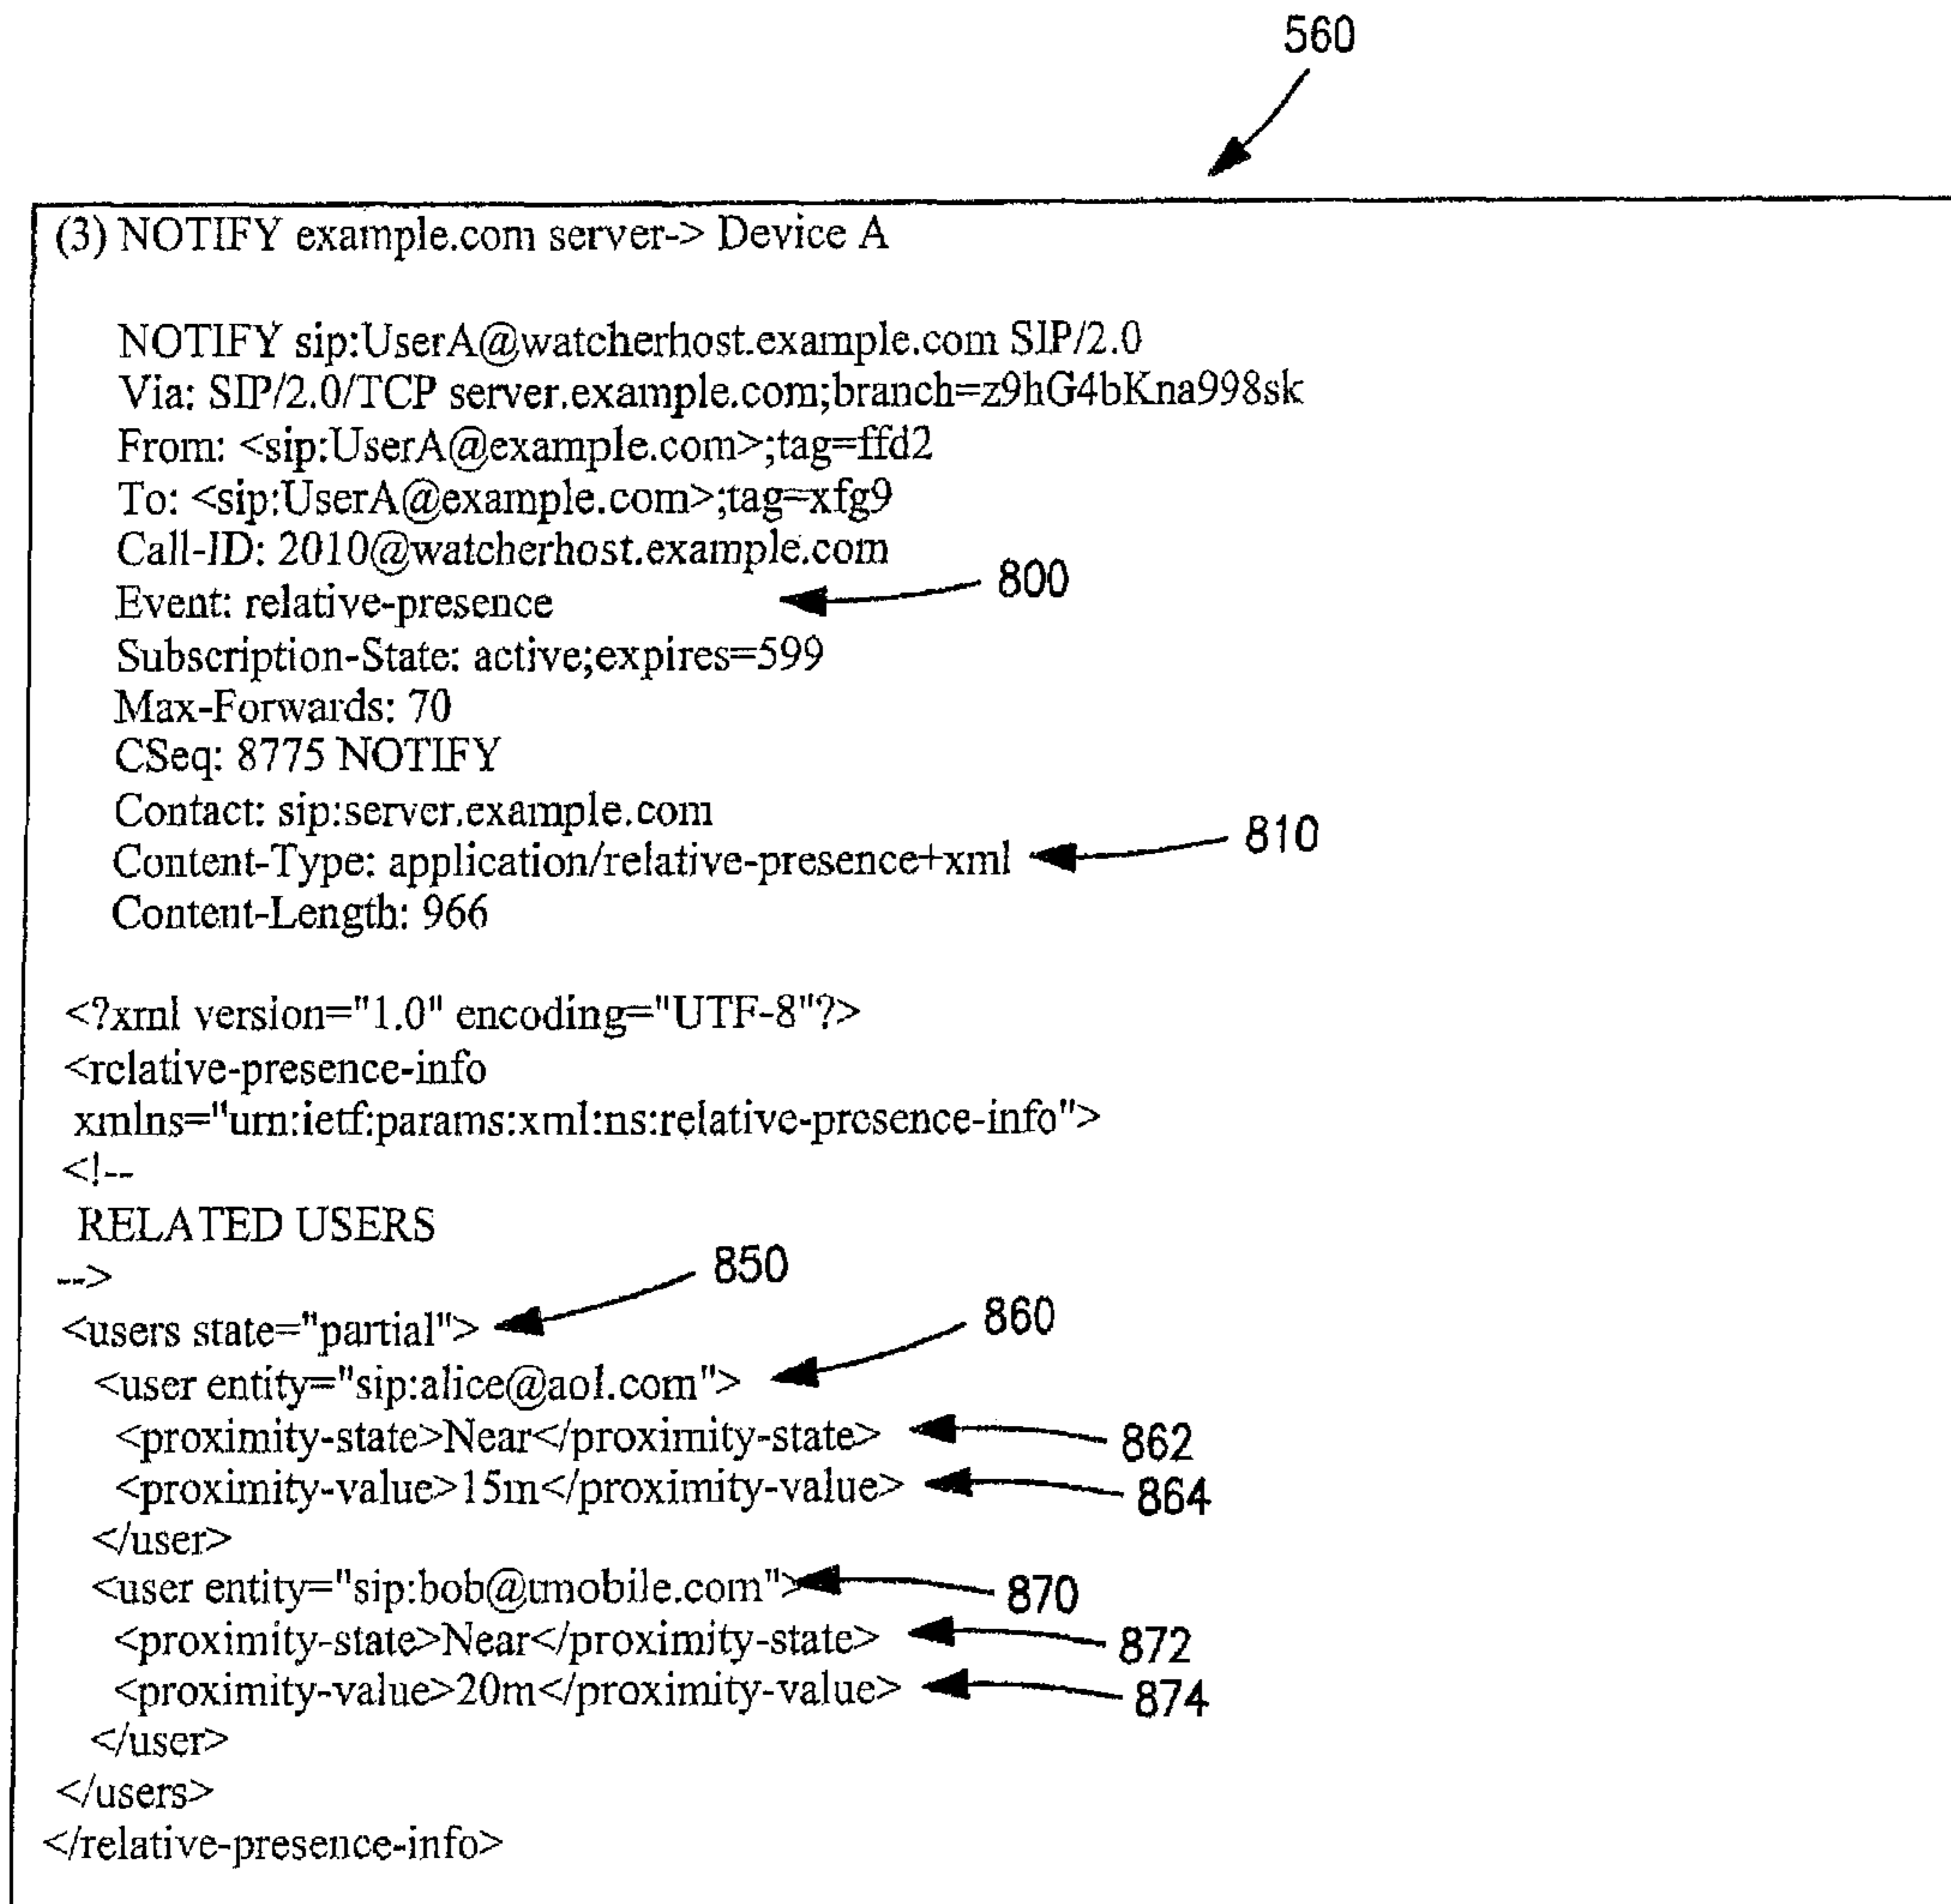 560
(3) NOTIFY example.com server-> Device A
NOTIFY sip:UserA@watcherhost.example.com SIP/2.0
Via: SIP/2.0/TCP server.example.com;branch=z9hG4bKna998sk
From: <sip:UserA@example.com>;tag=ffd2
To: <sip:UserA@example.com>;tag=xfg9
Call-ID: 2010@watcherhost.example.com
Event: relative-presence 800
Subscription-State: active;expires=599
Max-Forwards: 70
CSeq: 8775 NOTIFY
Contact: sip:server.example.com
Content-Type: application/relative-presence+xml 810
Content-Length: 966
<?xml version="1.0" encoding="UTF-8"?>
<relative-presence-info
xmlns="urn:ietf:params:xml:ns:relative-presence-info">
<!--
RELATED USERS
-->
<users state="partial"> 850
<user entity="sip:alice@aol.com"> 860
<proximity-state>Near</proximity-state> 862
<proximity-value>15m</proximity-value> 864
</user>
<user entity="sip:bob@tmobile.com"> 870
<proximity-state>Near</proximity-state> 872
<proximity-value>20m</proximity-value> 874
</user>
</users>
</relative-presence-info>